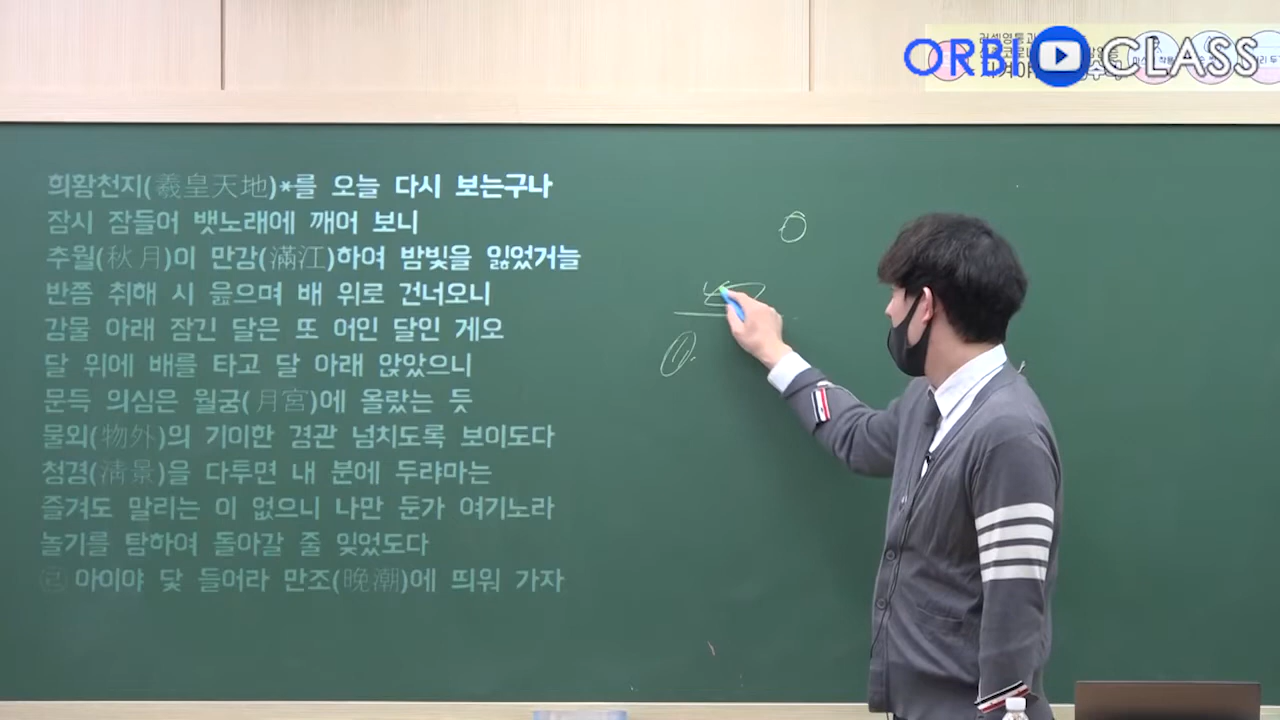 ORBI CLASS
희황천지(羲皇天地)*를 오늘 다시 보는구나
잠시 잠들어 뱃노래에 깨어 보니
추월(秋月)이 만강(滿江)하여 밤빛을 잃었거늘
반쯤 취해 시 읊으며 배 위로 건너오니
강물 아래 잠긴 달은 또 어인 달인 게오
달 위에 배를 타고 달 아래 앉았으니
문득 의심은 월궁(月宮)에 올랐는 듯
물외(物外)의 기이한 경관 넘치도록 보이도다
청경(淸景)을 다투면 내 분에 두랴마는
즐겨도 말리는 이 없으니 나만 둔가 여기노라
놀기를 탐하여 돌아갈 줄 잊었도다
㉣ 아이야 닻 들어라 만조(晩潮)에 띄워 가자